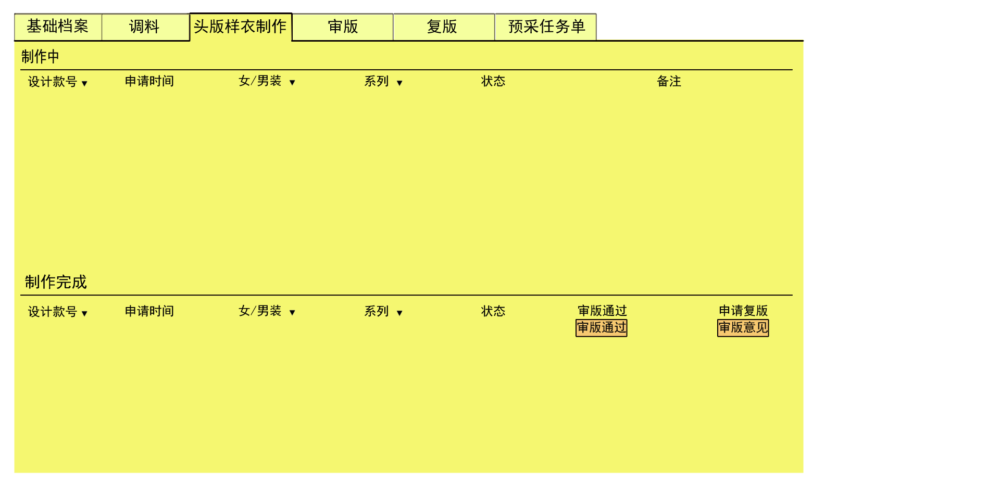 基础档案 调料 头版样衣制作 审版 复版 预采任务单
制作中
设计款号 ▼ 申请时间 女/男装 ▼ 系列 ▼ 状态 备注
制作完成
设计款号 ▼ 申请时间 女/男装 ▼ 系列 ▼ 状态 审版通过 申请复版
审版通过 审版意见